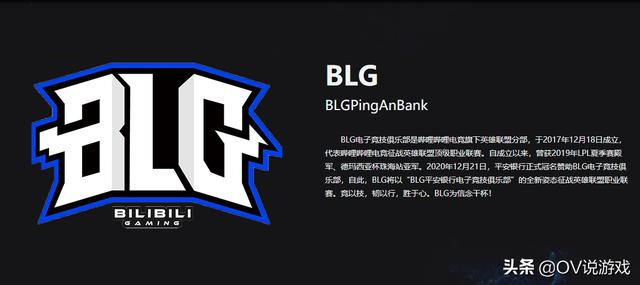 BLG
BILIBILI
GAMING
BLG
BLGPingAnBank
BLG电子竞技俱乐部是哔哩哔哩电竞旗下英雄联盟分部，于2017年12月18日成立，
代表哔哩哔哩电竞征战英雄联盟顶级职业联赛。自成立以来，曾获2019年LPL夏季赛殿
军、德玛西亚杯珠海站亚军。2020年12月21日，平安银行正式冠名赞助BLG电子竞技俱
乐部，自此，BLG将以“BLG平安银行电子竞技俱乐部”的全新姿态征战英雄联盟职业联
赛。竞以技，韧以行，胜于心。BLG为信念干杯！
头条 @OV说游戏